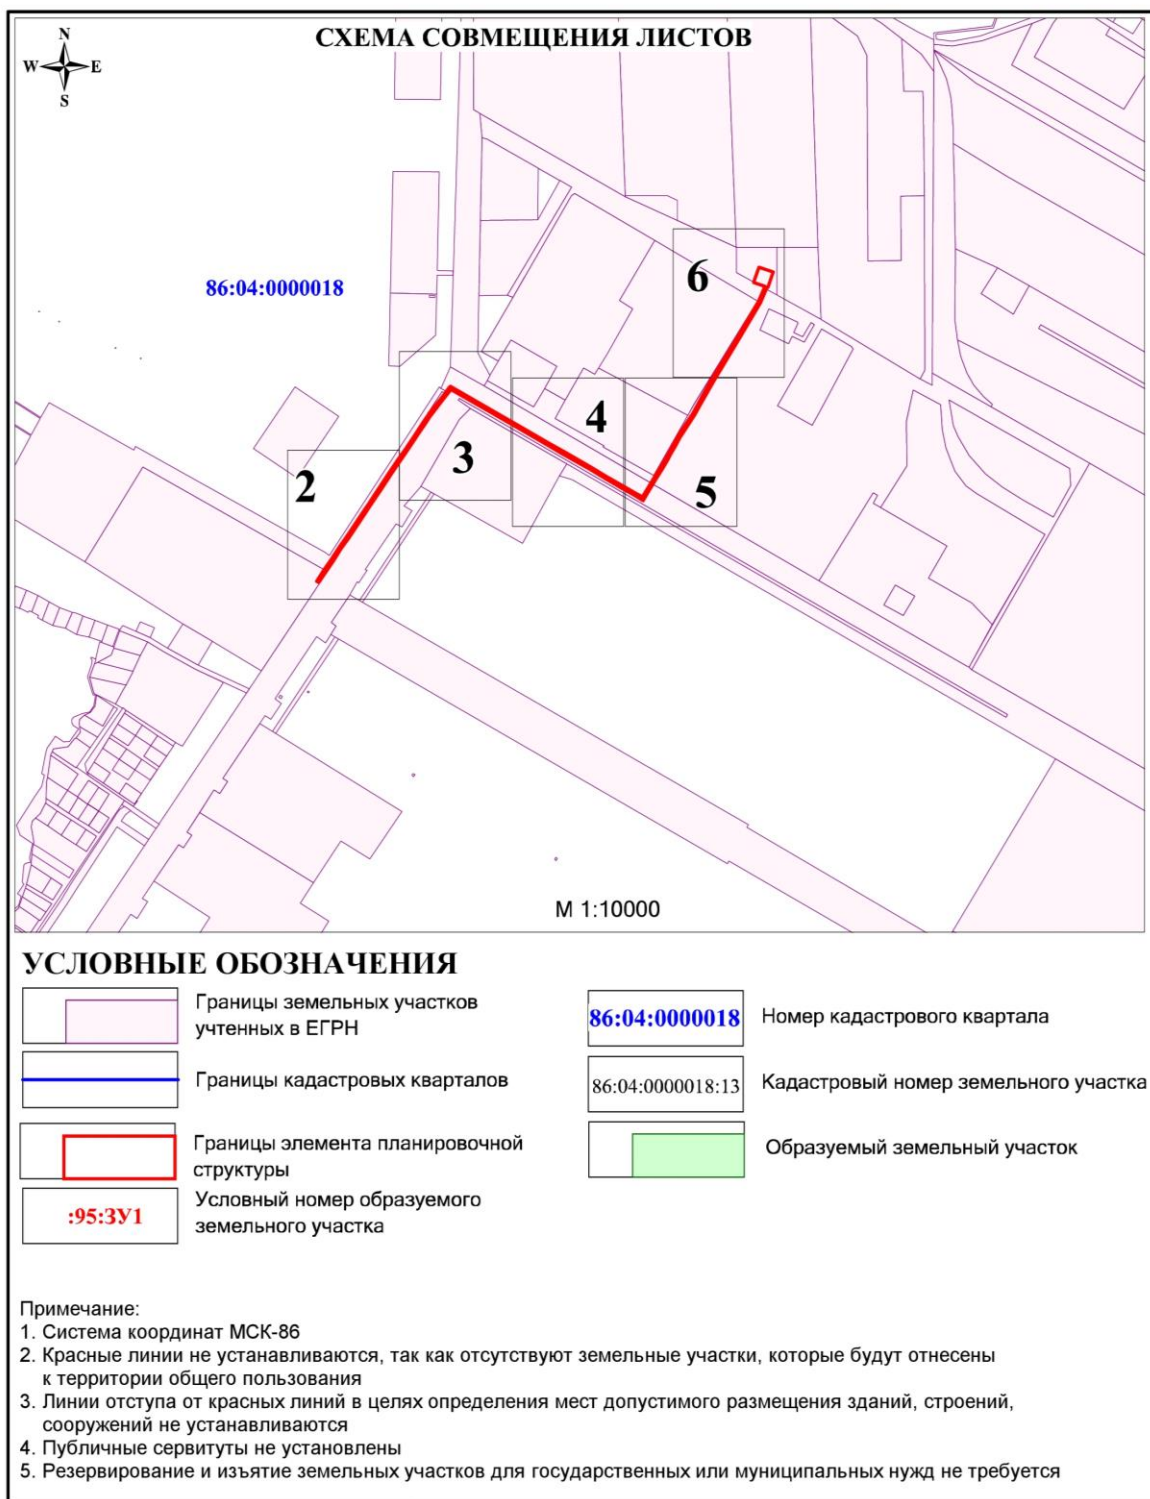 СХЕМА СОВМЕЩЕНИЯ ЛИСТОВ
N
W E
S
86:04:0000018
6
4
3
2
5
М 1:10000
УСЛОВНЫЕ ОБОЗНАЧЕНИЯ
Границы земельных участков
учтенных в ЕГРН
Границы кадастровых кварталов
Границы элемента планировочной
структуры
:95:ЗУ1
Условный номер образуемого
земельного участка
86:04:0000018
Номер кадастрового квартала
86:04:0000018:13
Кадастровый номер земельного участка
Образуемый земельный участок
Примечание:
1. Система координат МСК-86
2. Красные линии не устанавливаются, так как отсутствуют земельные участки, которые будут отнесены
к территории общего пользования
3. Линии отступа от красных линий в целях определения мест допустимого размещения зданий, строений,
сооружений не устанавливаются
4. Публичные сервитуты не установлены
5. Резервирование и изъятие земельных участков для государственных или муниципальных нужд не требуется